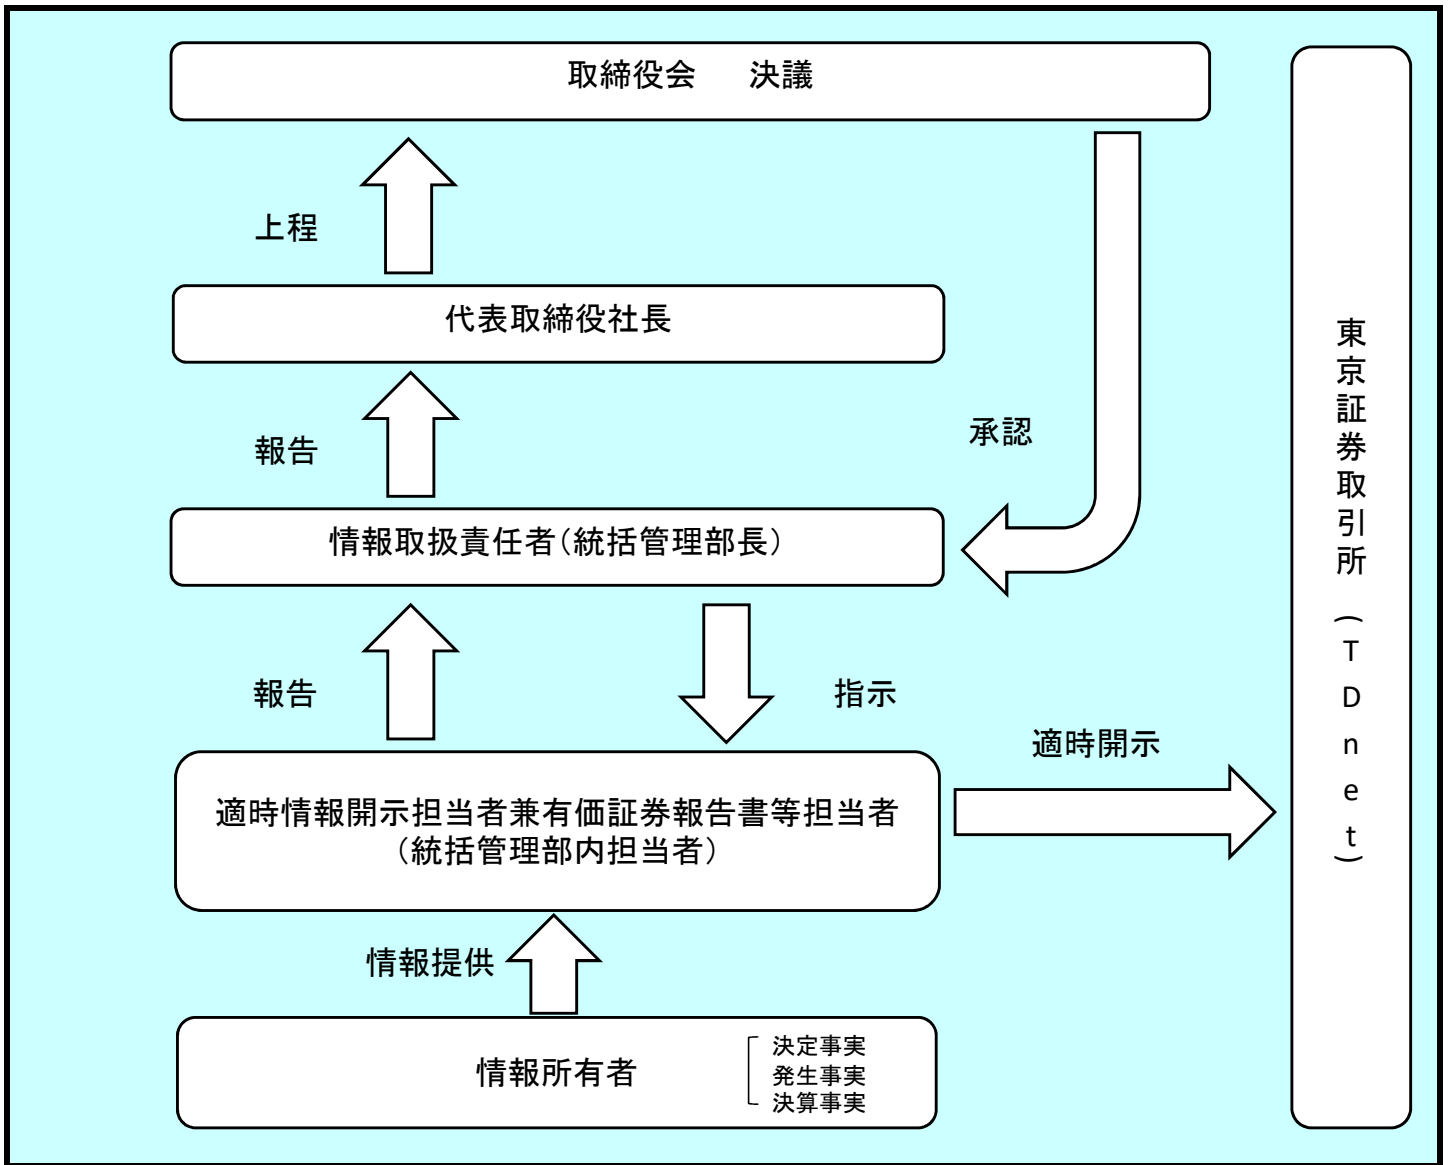 取締役会　決議
上程
代表取締役社長
報告
承認
情報取扱責任者（統括管理部長）
報告
指示
適時開示
適時情報開示担当者兼有価証券報告書等担当者
（統括管理部内担当者）
情報提供
情報所有者
決定事実
発生事実
決算事実
東京証券取引所（TDnet）